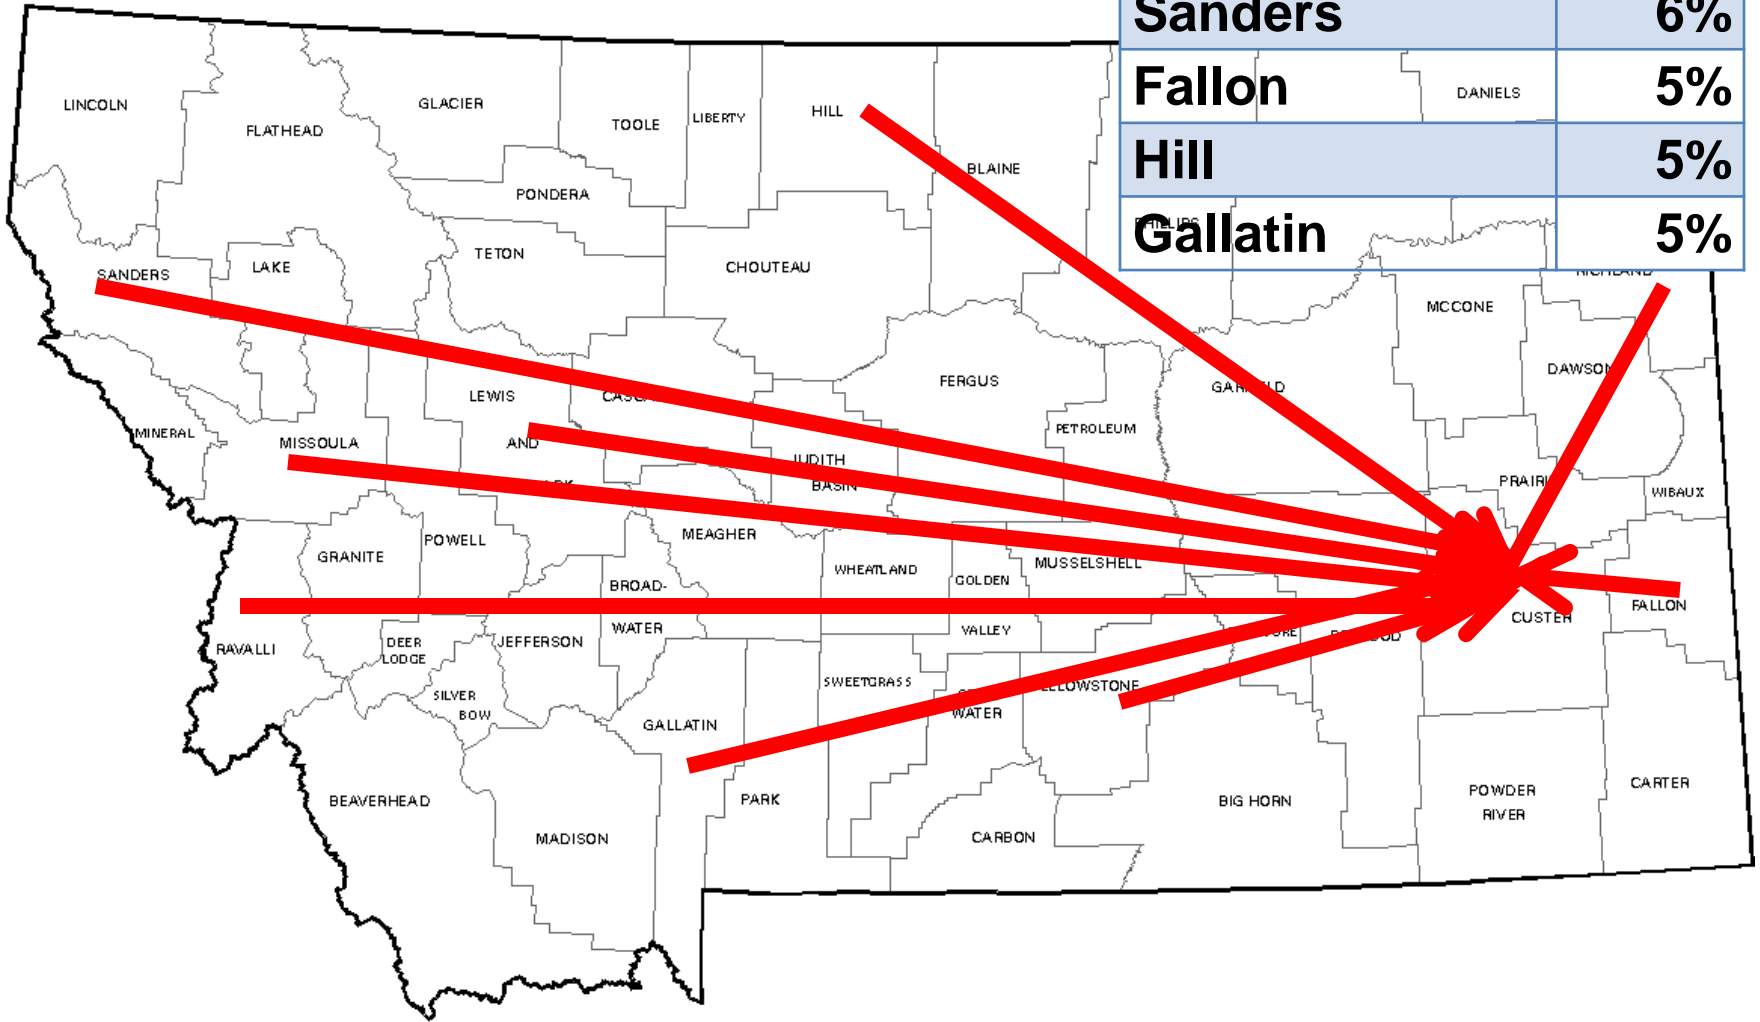 Sanders 6%
Fallon 5%
Hill 5%
Gallatin 5%
LINCOLN
GLACIER
FLATHEAD
TOOLE
LIBERTY
HILL
BLAINE
DANIELS
PONDERA
PHILLIPS
TETON
SANDERS
LAKE
CHOUTEAU
RICHLAND
MCCONE
FERGUS
DAWSON
LEWIS
AND
MINERAL
MISSOULA
PETROLEUM
JUDITH
BASIN
WIBAUX
MEAGHER
POWELL
GRANITE
WHEATLAND
GOLDEN
VALLEY
MUSSELSHELL
BROAD-
WATER
FALLON
CUSTER
RAVALLI
DEER
LODGE
JEFFERSON
SILVER
BOW
SWEETGRASS
WATER
GALLATIN
BEAVERHEAD
MADISON
PARK
CARBON
BIG HORN
POWDER
RIVER
CARTER